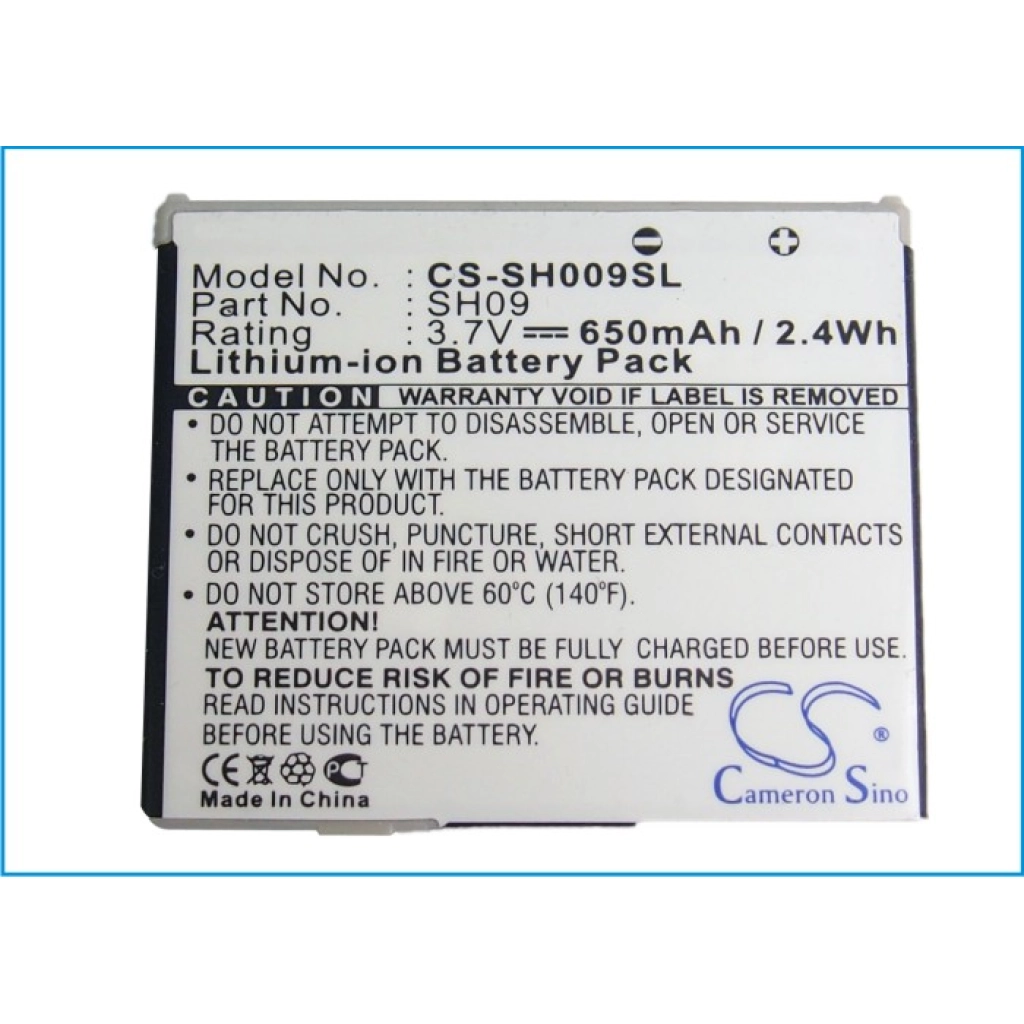 Model No. : CS-SH009SL
Part No. : SH09
Rating : 3.7V 650mAh / 2.4Wh
Lithium-ion Battery Pack
CAUTION WARRANTY VOID IF LABEL IS REMOVED
• DO NOT ATTEMPT TO DISASSEMBLE, OPEN OR SERVICE
THE BATTERY PACK.
• REPLACE ONLY WITH THE BATTERY PACK DESIGNATED
FOR THIS PRODUCT.
• DO NOT CRUSH, PUNCTURE, SHORT EXTERNAL CONTACTS
OR DISPOSE OF IN FIRE OR WATER.
• DO NOT STORE ABOVE 60°C (140°F).
ATTENTION!
NEW BATTERY PACK MUST BE FULLY CHARGED BEFORE USE.
TO REDUCE RISK OF FIRE OR BURNS
READ INSTRUCTIONS IN OPERATING GUIDE
BEFORE USING THE BATTERY.
CE PCT
Made In China
CS ®
Cameron Sino